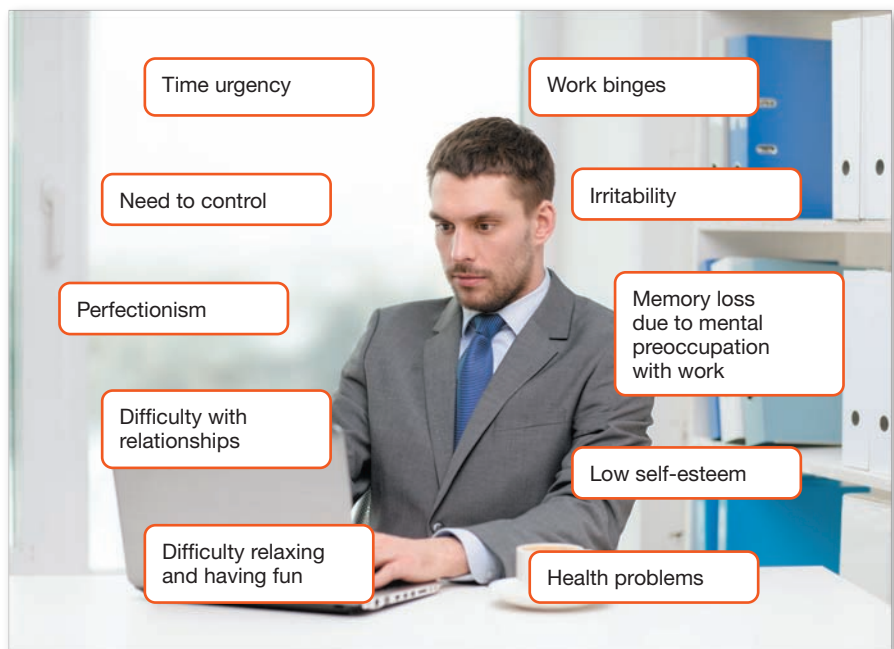 Time urgency
Work binges
Need to control
Irritability
Perfectionism
Memory loss
due to mental
preoccupation
with work
Difficulty with
relationships
Low self-esteem
Difficulty relaxing
and having fun
Health problems